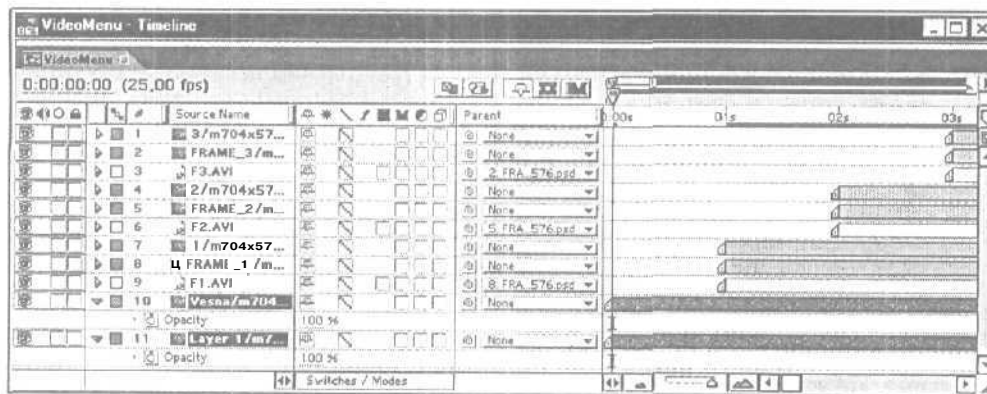 VideoMenu - Timeline
VideoMenu
0:00:00:00 (25,00 fps)
# Source Name Parent 0:00s 01s 02s 03s
1 3/m704x57... None
2 FRAME_3/m... None
3 F3.AVI 2. FRA_576.psd
4 2/m704x57... None
5 FRAME_2/m... None
6 F2.AVI 5. FRA_576.psd
7 1/m704x57... None
8 Ц FRAME_1 /m... None
9 F1.AVI 8. FRA_576.psd
10 Vesna/m704 None
Opacity 100 %
11 Layer 1/m7... None
Opacity 100 %
Switches / Modes